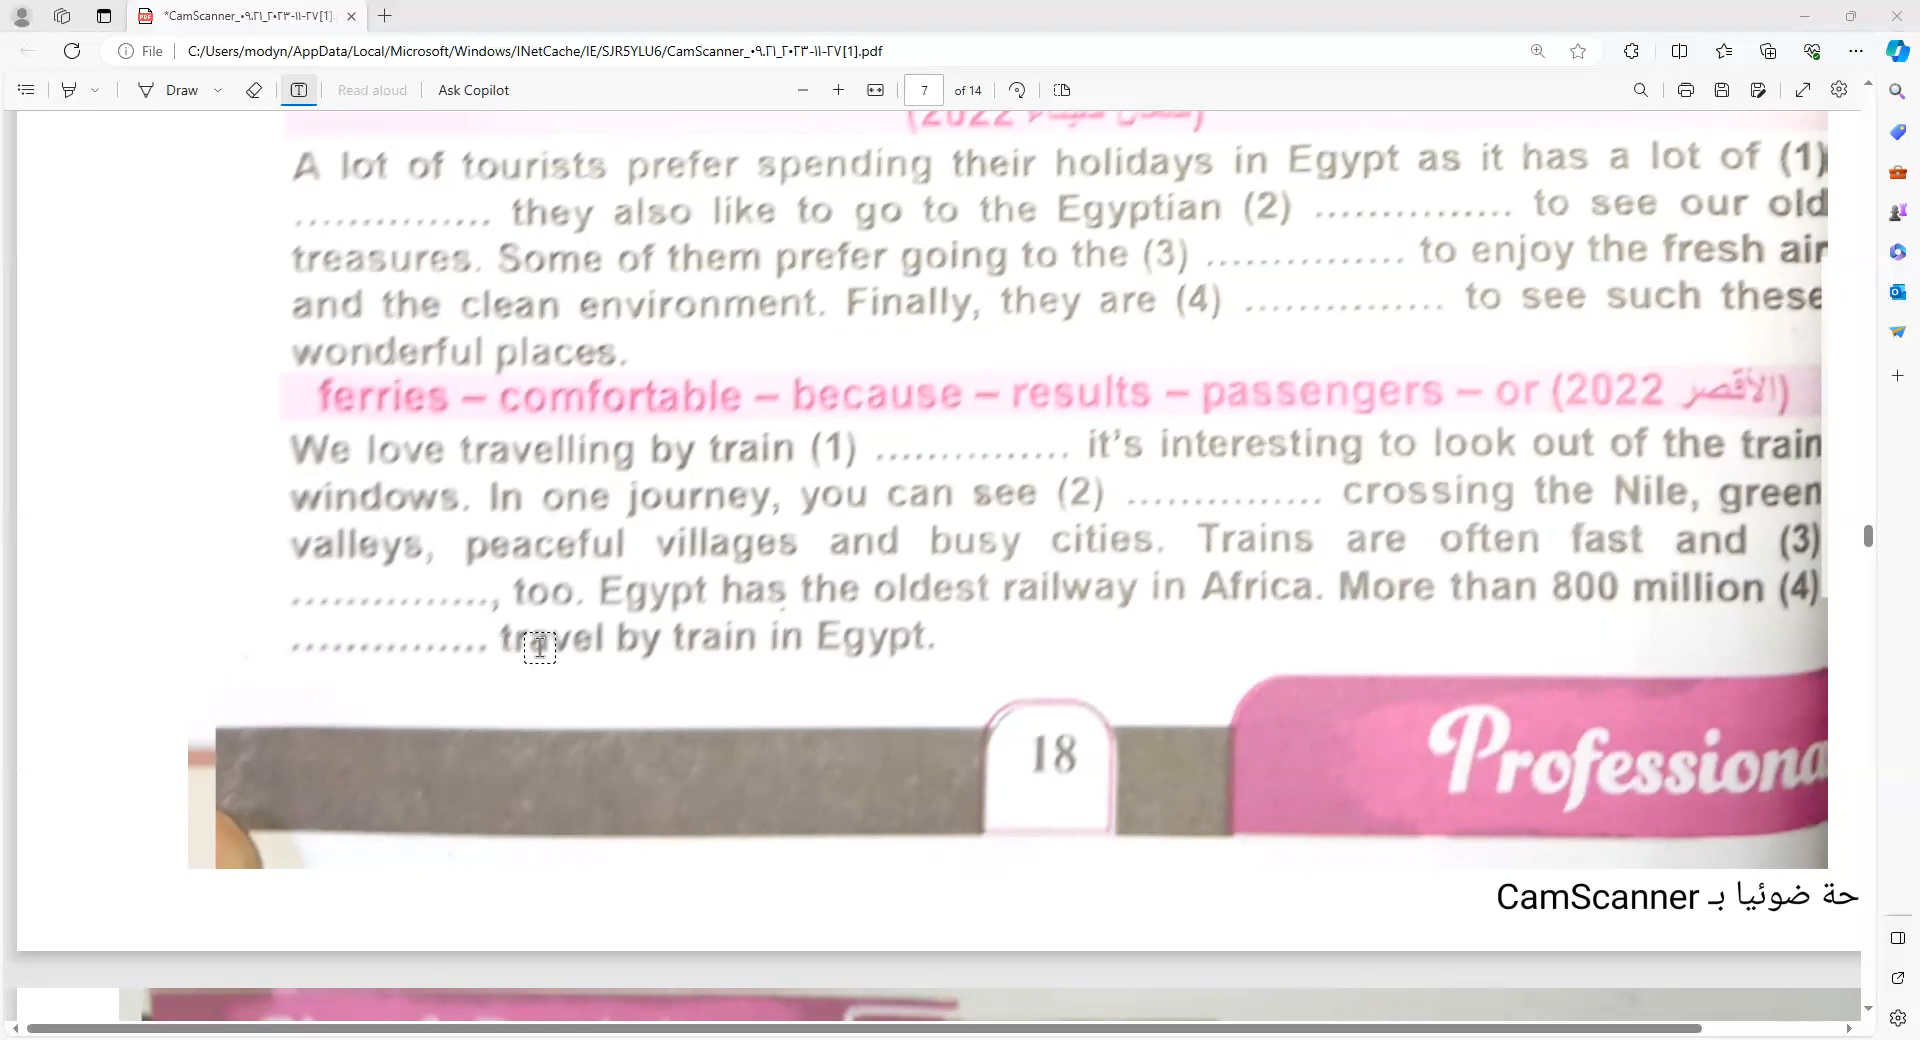 *CamScanner_٠٩.٢١_٢٠٢٣-١١-٢٧[1].
File
C:/Users/modyn/AppData/Local/Microsoft/Windows/INetCache/IE/SJR5YLU6/CamScanner_٠٩.٢١_٢٠٢٣-١١-٢٧[1].pdf
Draw
Read aloud
Ask Copilot
7
of 14
2022)
A lot of tourists prefer spending their holidays in Egypt as it has a lot of (1)
............... they also like to go to the Egyptian (2) ............... to see our old
treasures. Some of them prefer going to the (3) ............... to enjoy the fresh air
and the clean environment. Finally, they are (4) ............... to see such these
wonderful places.
ferries – comfortable – because – results – passengers – or (الأقصر 2022)
We love travelling by train (1) ............... it's interesting to look out of the train
windows. In one journey, you can see (2) ............... crossing the Nile, green
valleys, peaceful villages and busy cities. Trains are often fast and (3)
..............., too. Egypt has the oldest railway in Africa. More than 800 million (4)
............... travel by train in Egypt.
18
Professiona
حة ضوئيا بـ CamScanner